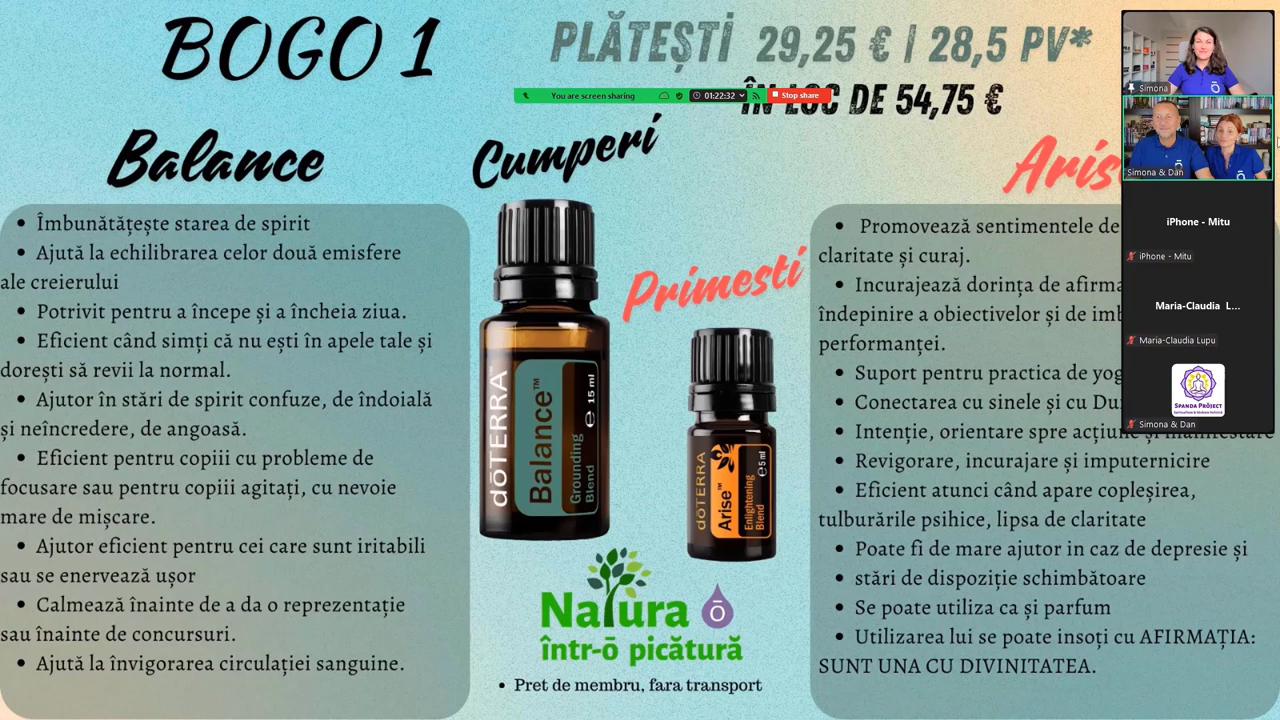 BOGO 1
PLĂTEȘTI 29,25 € | 28,5 PV*
ÎN LOC DE 54,75 €
You are screen sharing
01:22:32
Stop share
Balance
Cumperi
Primesti
Îmbunătățește starea de spirit
Ajută la echilibrarea celor două emisfere
ale creierului
Potrivit pentru a începe și a încheia ziua.
Eficient când simți că nu ești în apele tale și
dorești să revii la normal.
Ajutor în stări de spirit confuze, de îndoială
și neîncredere, de angoasă.
Eficient pentru copiii cu probleme de
focusare sau pentru copiii agitați, cu nevoie
mare de mișcare.
Ajutor eficient pentru cei care sunt iritabili
sau se enervează ușor
Calmează înainte de a da o reprezentație
sau înainte de concursuri.
Ajută la învigorarea circulației sanguine.
dōTERRA
Balance™
Grounding
Blend
℮ 15 ml
dōTERRA
Arise™
Enlightening
Blend
℮ 5 ml
Natura ō
într-ō picătură
Pret de membru, fara transport
Promovează sentimentele de
claritate și curaj.
Incurajează dorința de
îndepinire a obiectivelor și de
performanței.
Suport pentru practica de
Conectarea cu sinele și cu
Intenție, orientare spre
Revigorare, incurajare și imputernicire
Eficient atunci când apare copleșirea,
tulburările psihice, lipsa de claritate
Poate fi de mare ajutor in caz de depresie și
stări de dispoziție schimbătoare
Se poate utiliza ca și parfum
Utilizarea lui se poate insoți cu AFIRMAȚIA:
SUNT UNA CU DIVINITATEA.
Simona
Simona & Dan
iPhone - Mitu
iPhone - Mitu
Maria-Claudia L...
Maria-Claudia Lupu
SPANDA PROJECT
Simona & Dan